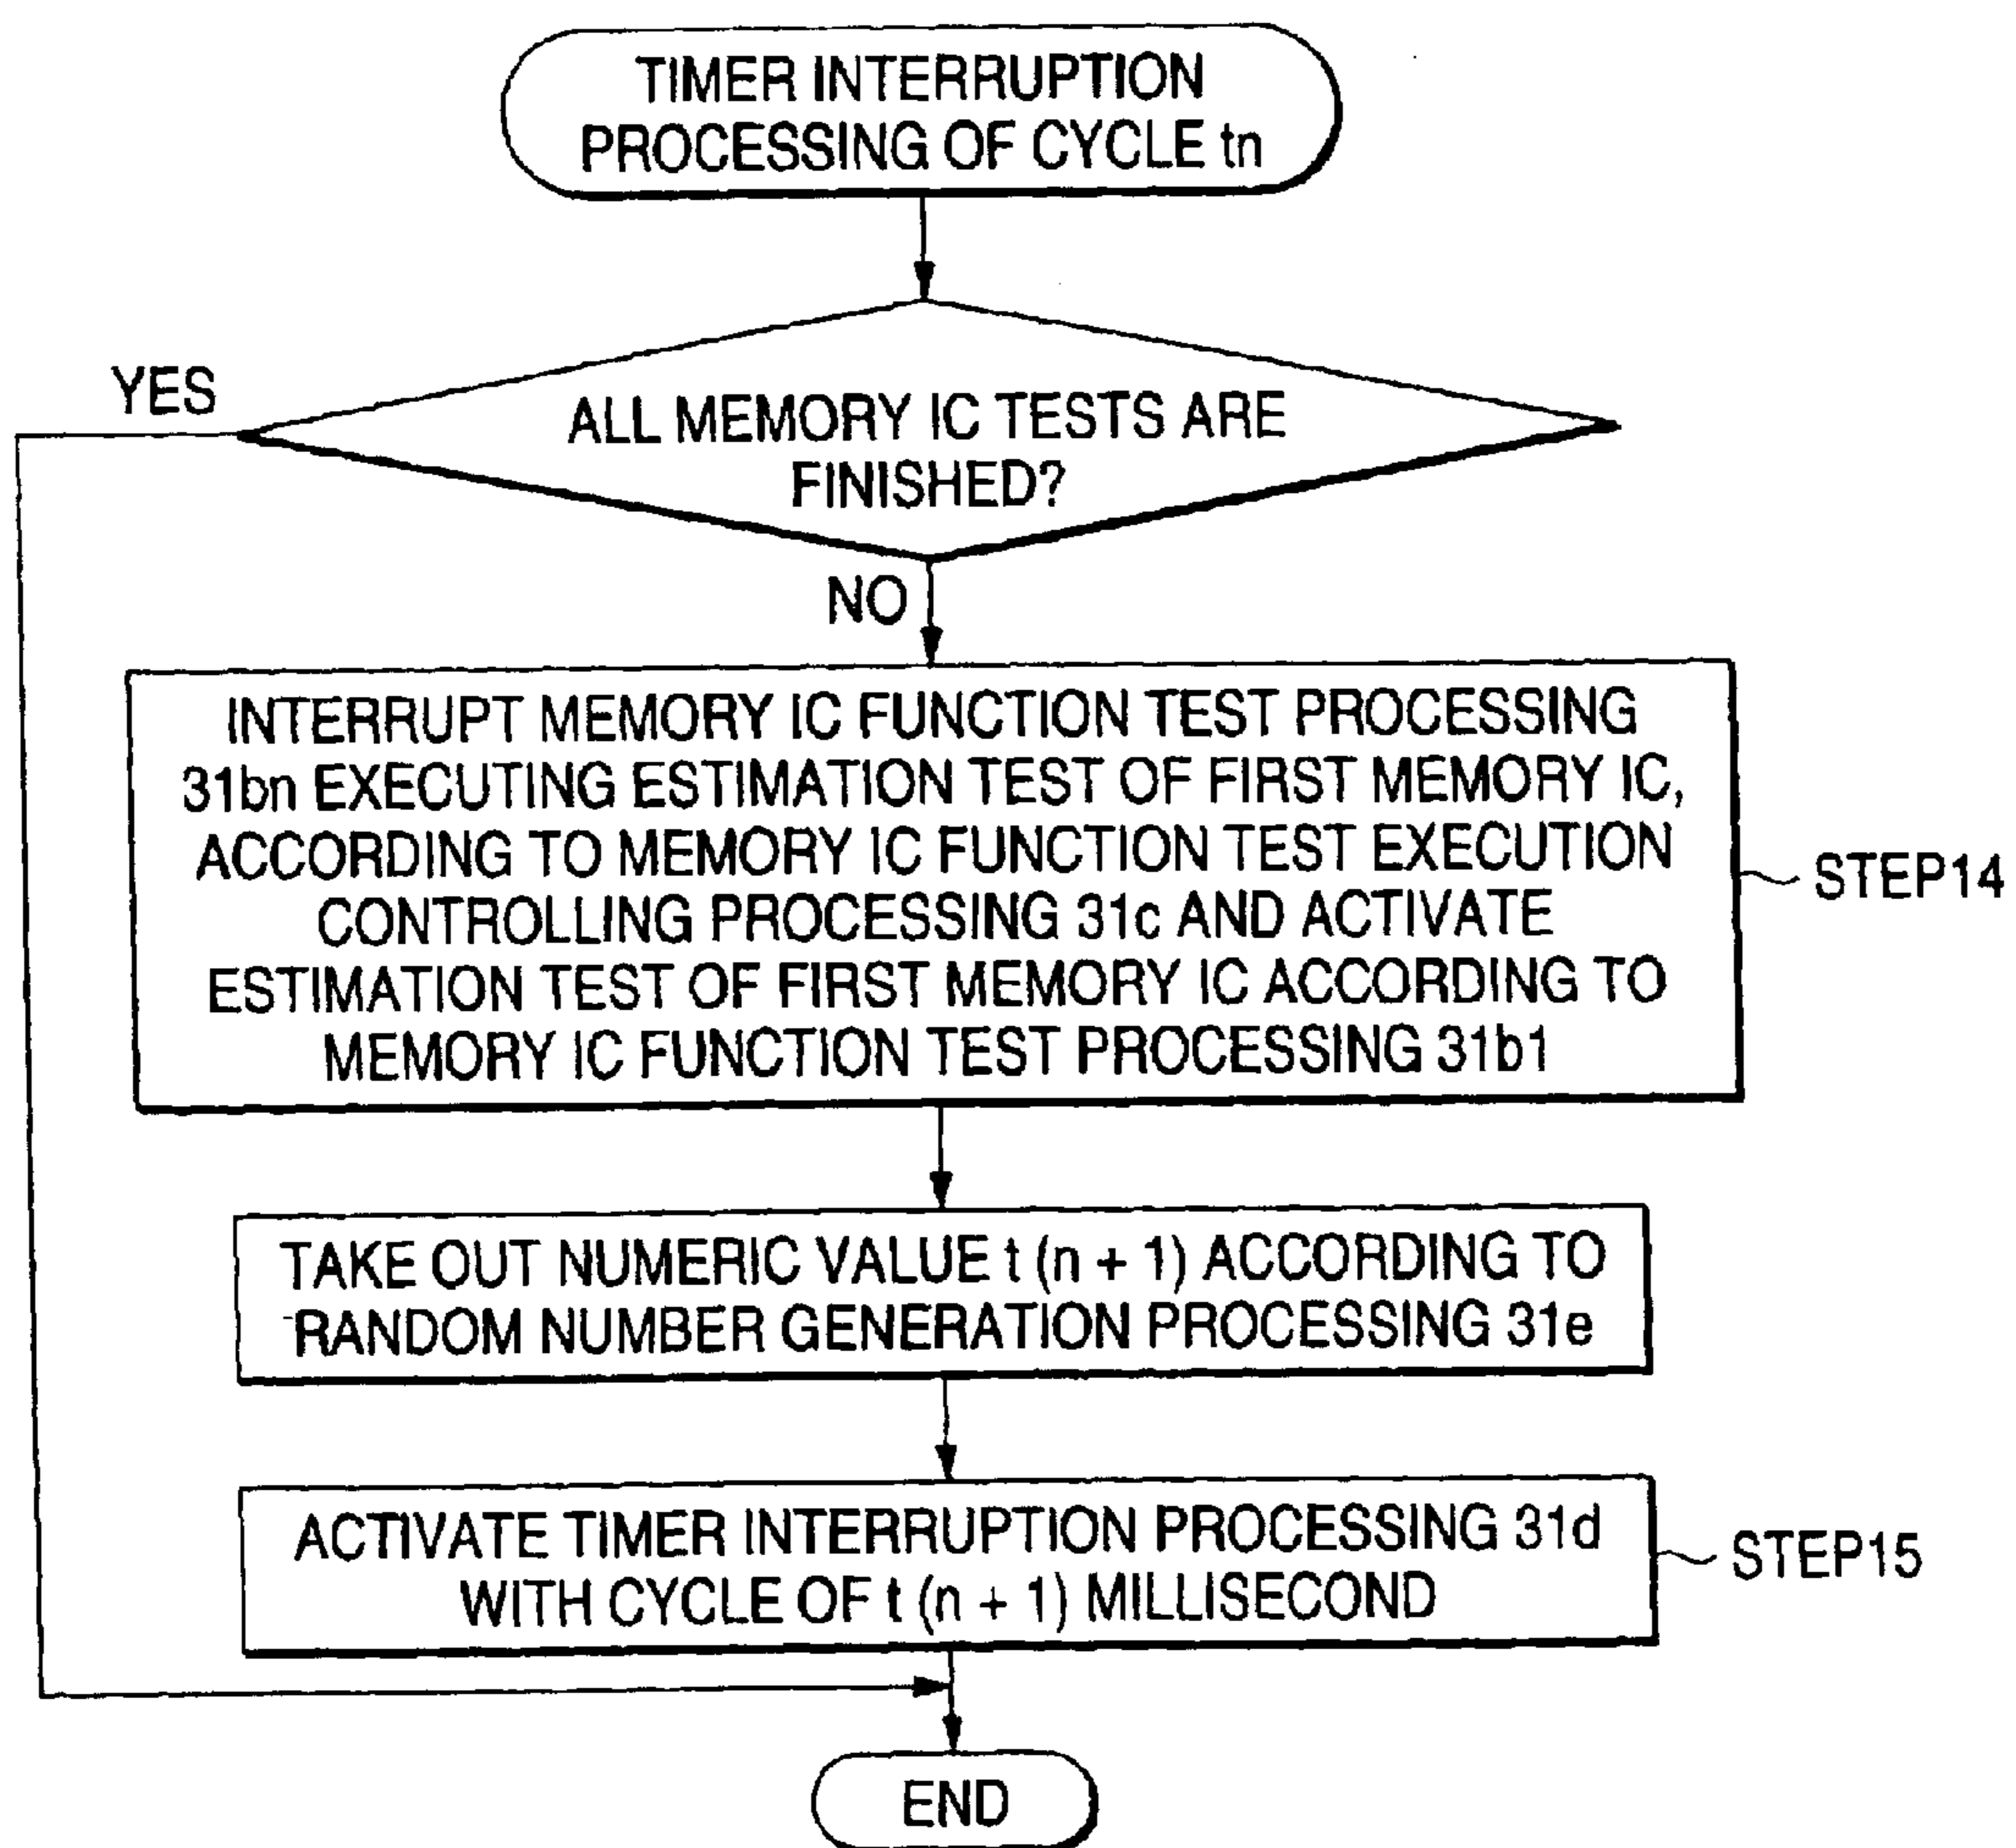 TIMER INTERRUPTION
PROCESSING OF CYCLE tn
YES
ALL MEMORY IC TESTS ARE
FINISHED?
NO
INTERRUPT MEMORY IC FUNCTION TEST PROCESSING
31bn EXECUTING ESTIMATION TEST OF FIRST MEMORY IC,
ACCORDING TO MEMORY IC FUNCTION TEST EXECUTION
CONTROLLING PROCESSING 31c AND ACTIVATE
ESTIMATION TEST OF FIRST MEMORY IC ACCORDING TO
MEMORY IC FUNCTION TEST PROCESSING 31b1
STEP14
TAKE OUT NUMERIC VALUE t (n + 1) ACCORDING TO
RANDOM NUMBER GENERATION PROCESSING 31e
ACTIVATE TIMER INTERRUPTION PROCESSING 31d
WITH CYCLE OF t (n + 1) MILLISECOND
STEP15
END